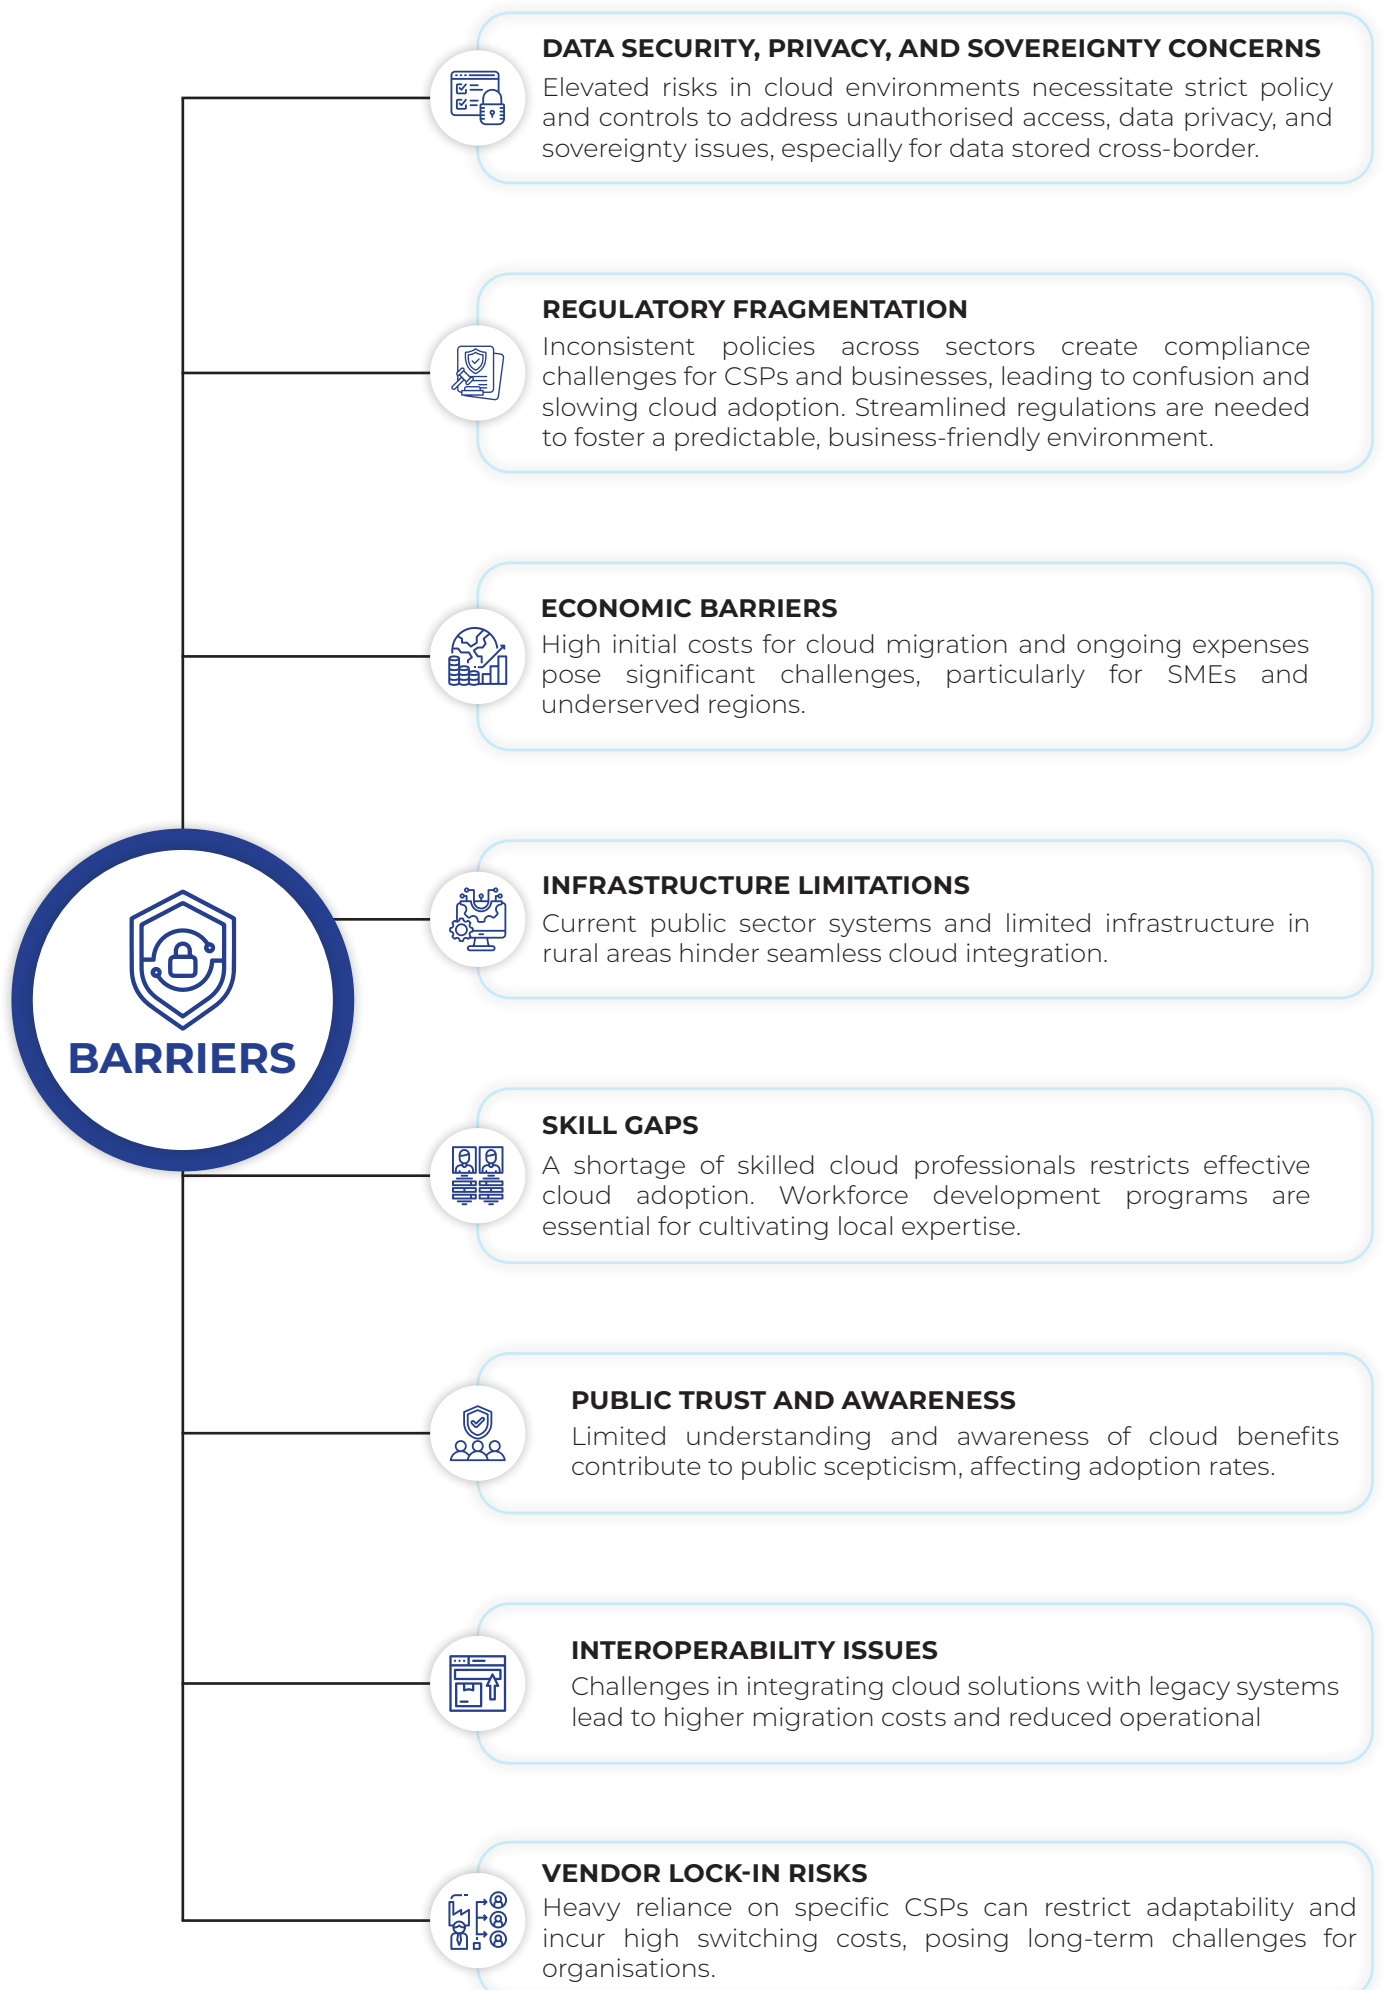 DATA SECURITY, PRIVACY, AND SOVEREIGNTY CONCERNS
Elevated risks in cloud environments necessitate strict policy
and controls to address unauthorised access, data privacy, and
sovereignty issues, especially for data stored cross-border.
REGULATORY FRAGMENTATION
Inconsistent policies across sectors create compliance
challenges for CSPs and businesses, leading to confusion and
slowing cloud adoption. Streamlined regulations are needed
to foster a predictable, business-friendly environment.
ECONOMIC BARRIERS
High initial costs for cloud migration and ongoing expenses
pose significant challenges, particularly for SMEs and
underserved regions.
INFRASTRUCTURE LIMITATIONS
Current public sector systems and limited infrastructure in
rural areas hinder seamless cloud integration.
BARRIERS
SKILL GAPS
A shortage of skilled cloud professionals restricts effective
cloud adoption. Workforce development programs are
essential for cultivating local expertise.
PUBLIC TRUST AND AWARENESS
Limited understanding and awareness of cloud benefits
contribute to public scepticism, affecting adoption rates.
INTEROPERABILITY ISSUES
Challenges in integrating cloud solutions with legacy systems
lead to higher migration costs and reduced operational
VENDOR LOCK-IN RISKS
Heavy reliance on specific CSPs can restrict adaptability and
incur high switching costs, posing long-term challenges for
organisations.